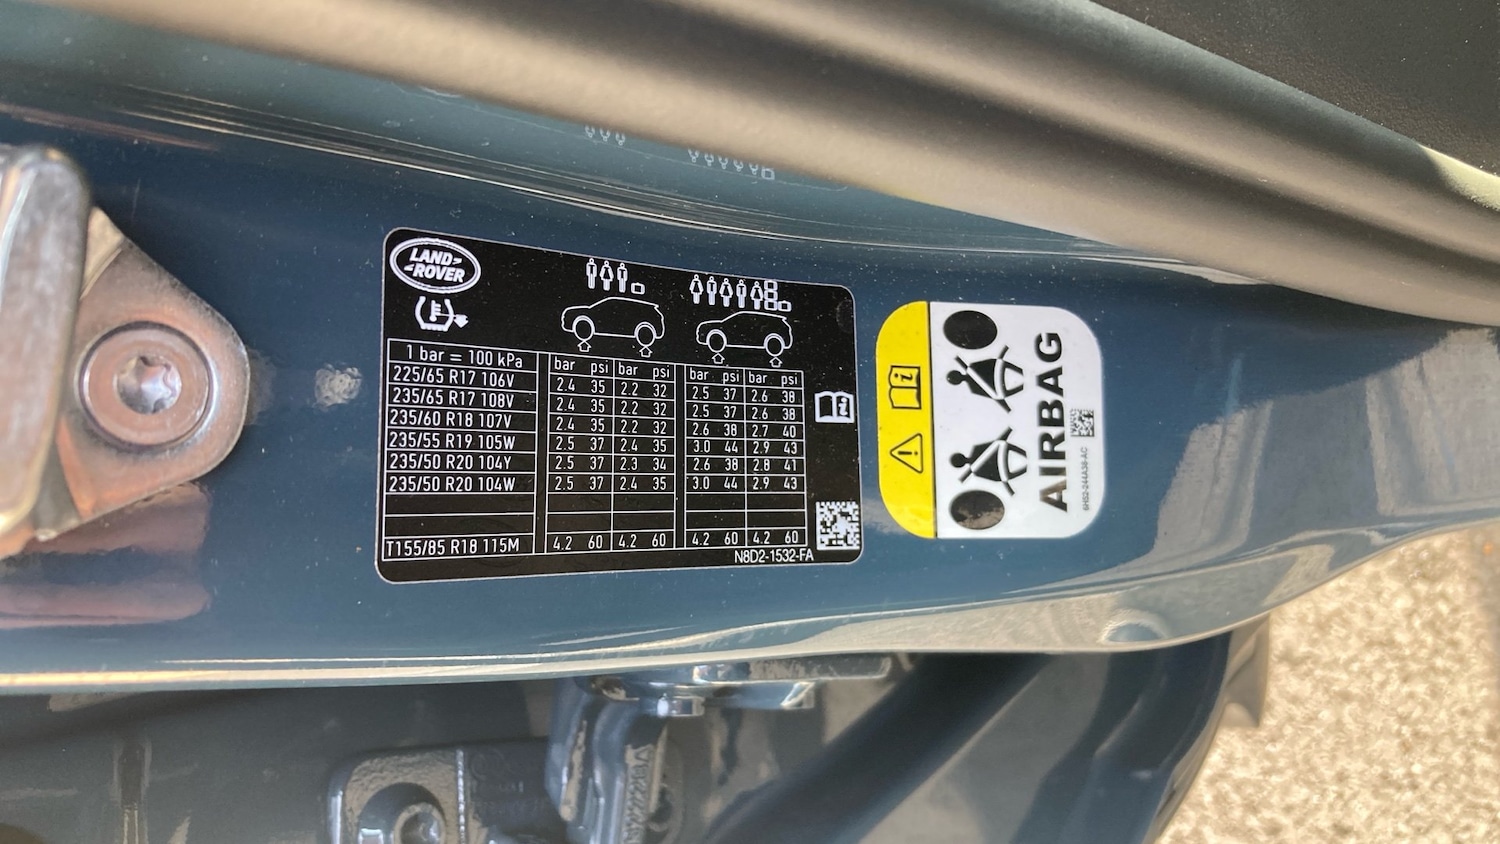 LAND-
-ROVER
1 bar = 100 kPa bar psi bar psi bar psi bar psi
225/65 R17 106V 2.4 35 2.2 32 2.5 37 2.6 38
235/65 R17 108V 2.4 35 2.2 32 2.5 37 2.6 38
235/60 R18 107V 2.4 35 2.2 32 2.6 38 2.7 40
235/55 R19 105W 2.5 37 2.4 35 3.0 44 2.9 43
235/50 R20 104Y 2.5 37 2.3 34 2.6 38 2.8 41
235/50 R20 104W 2.5 37 2.4 35 3.0 44 2.9 43
T155/85 R18 115M 4.2 60 4.2 60 4.2 60 4.2 60
N8D2-1532-FA
AIRBAG
6H52-244A38-AC